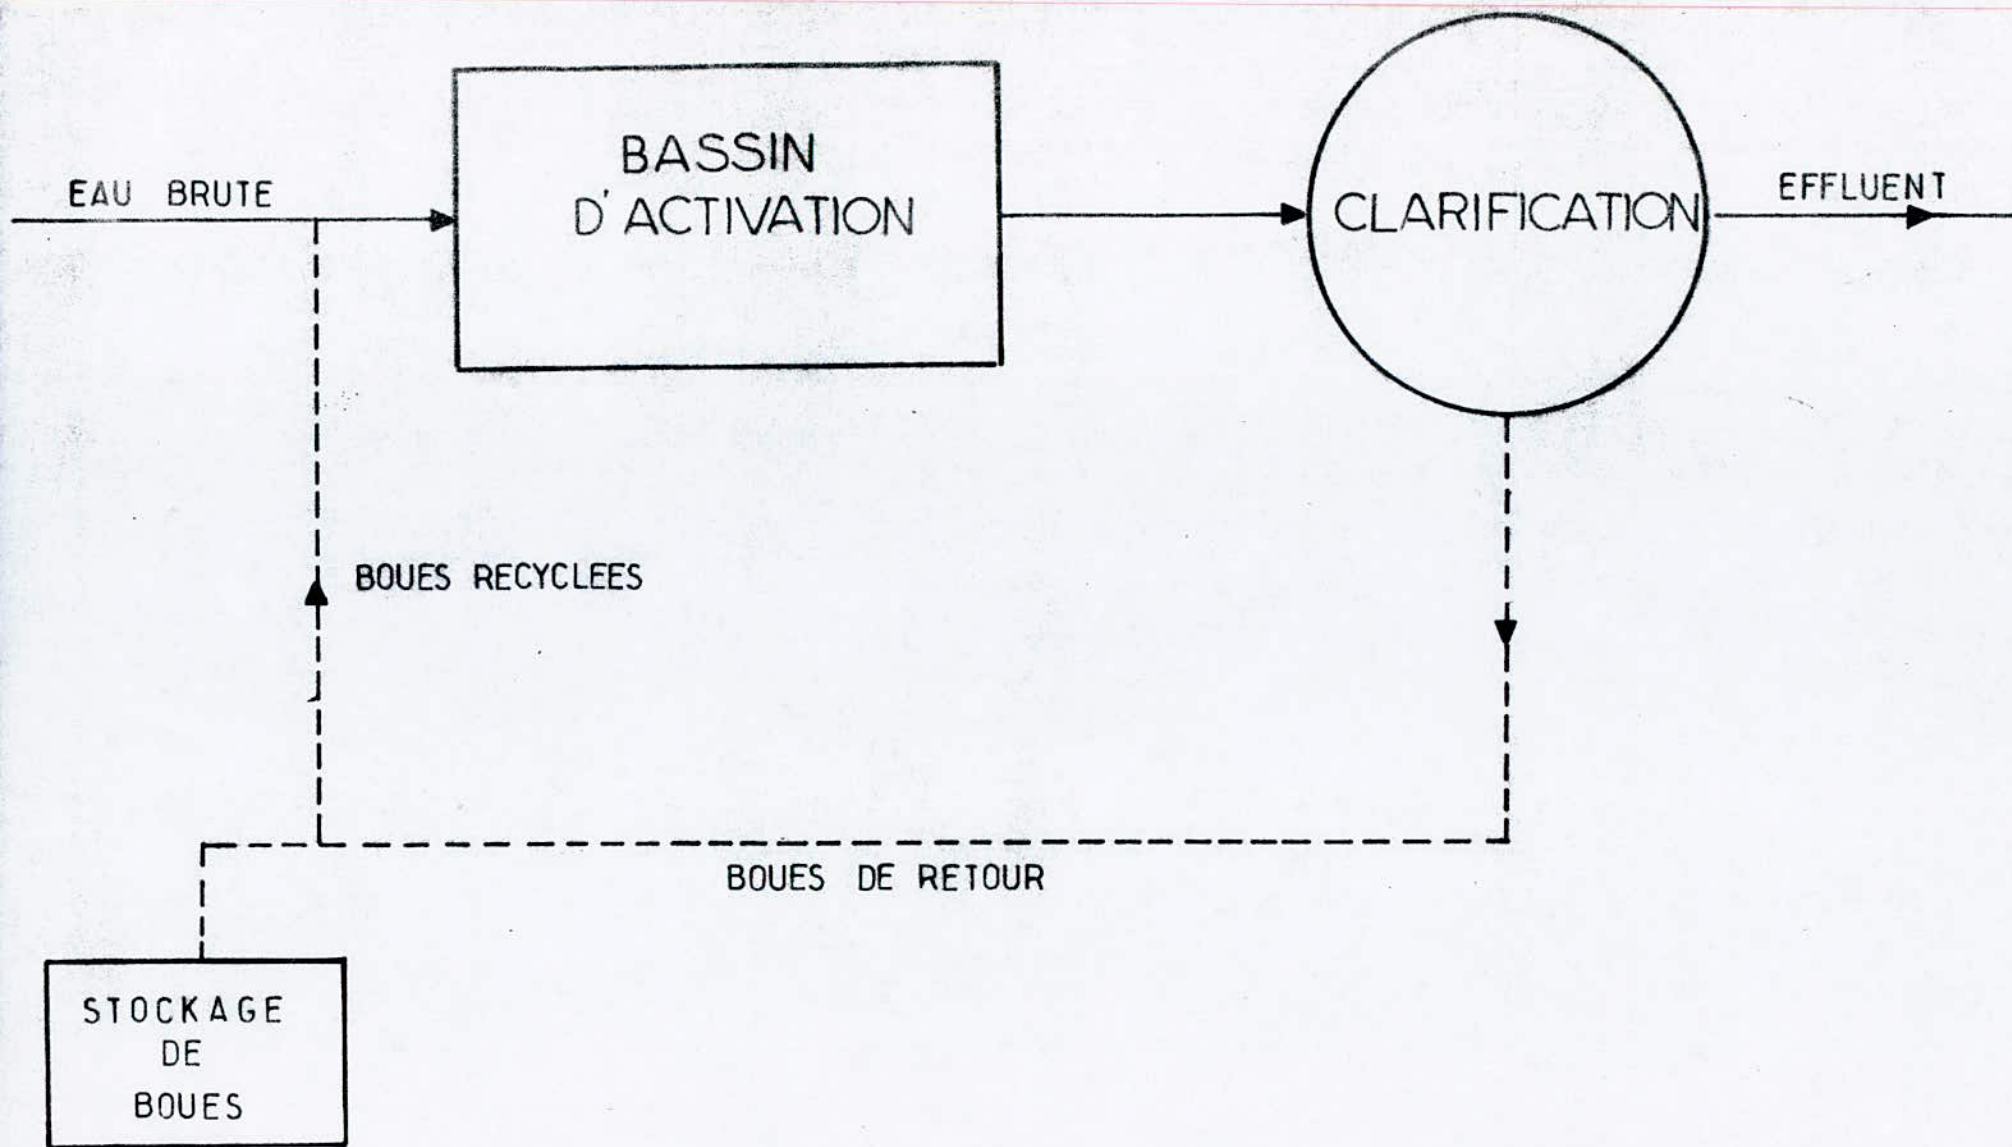 BASSIN
D'ACTIVATION
EAU BRUTE
CLARIFICATION
EFFLUENT
BOUES RECYCLEES
BOUES DE RETOUR
STOCKAGE
DE
BOUES